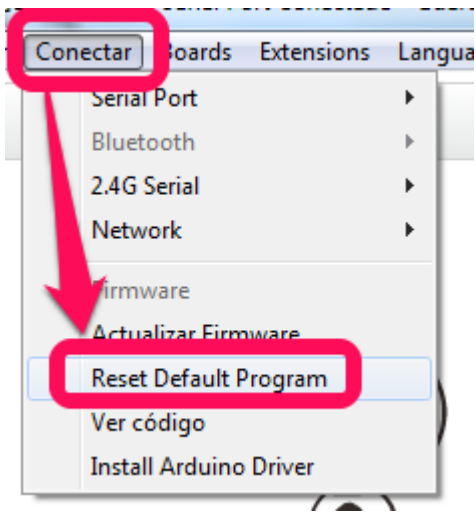 Conectar Boards Extensions Langua
Serial Port
Bluetooth
2.4G Serial
Network
Firmware
Actualizar Firmware
Reset Default Program
Ver código
Install Arduino Driver